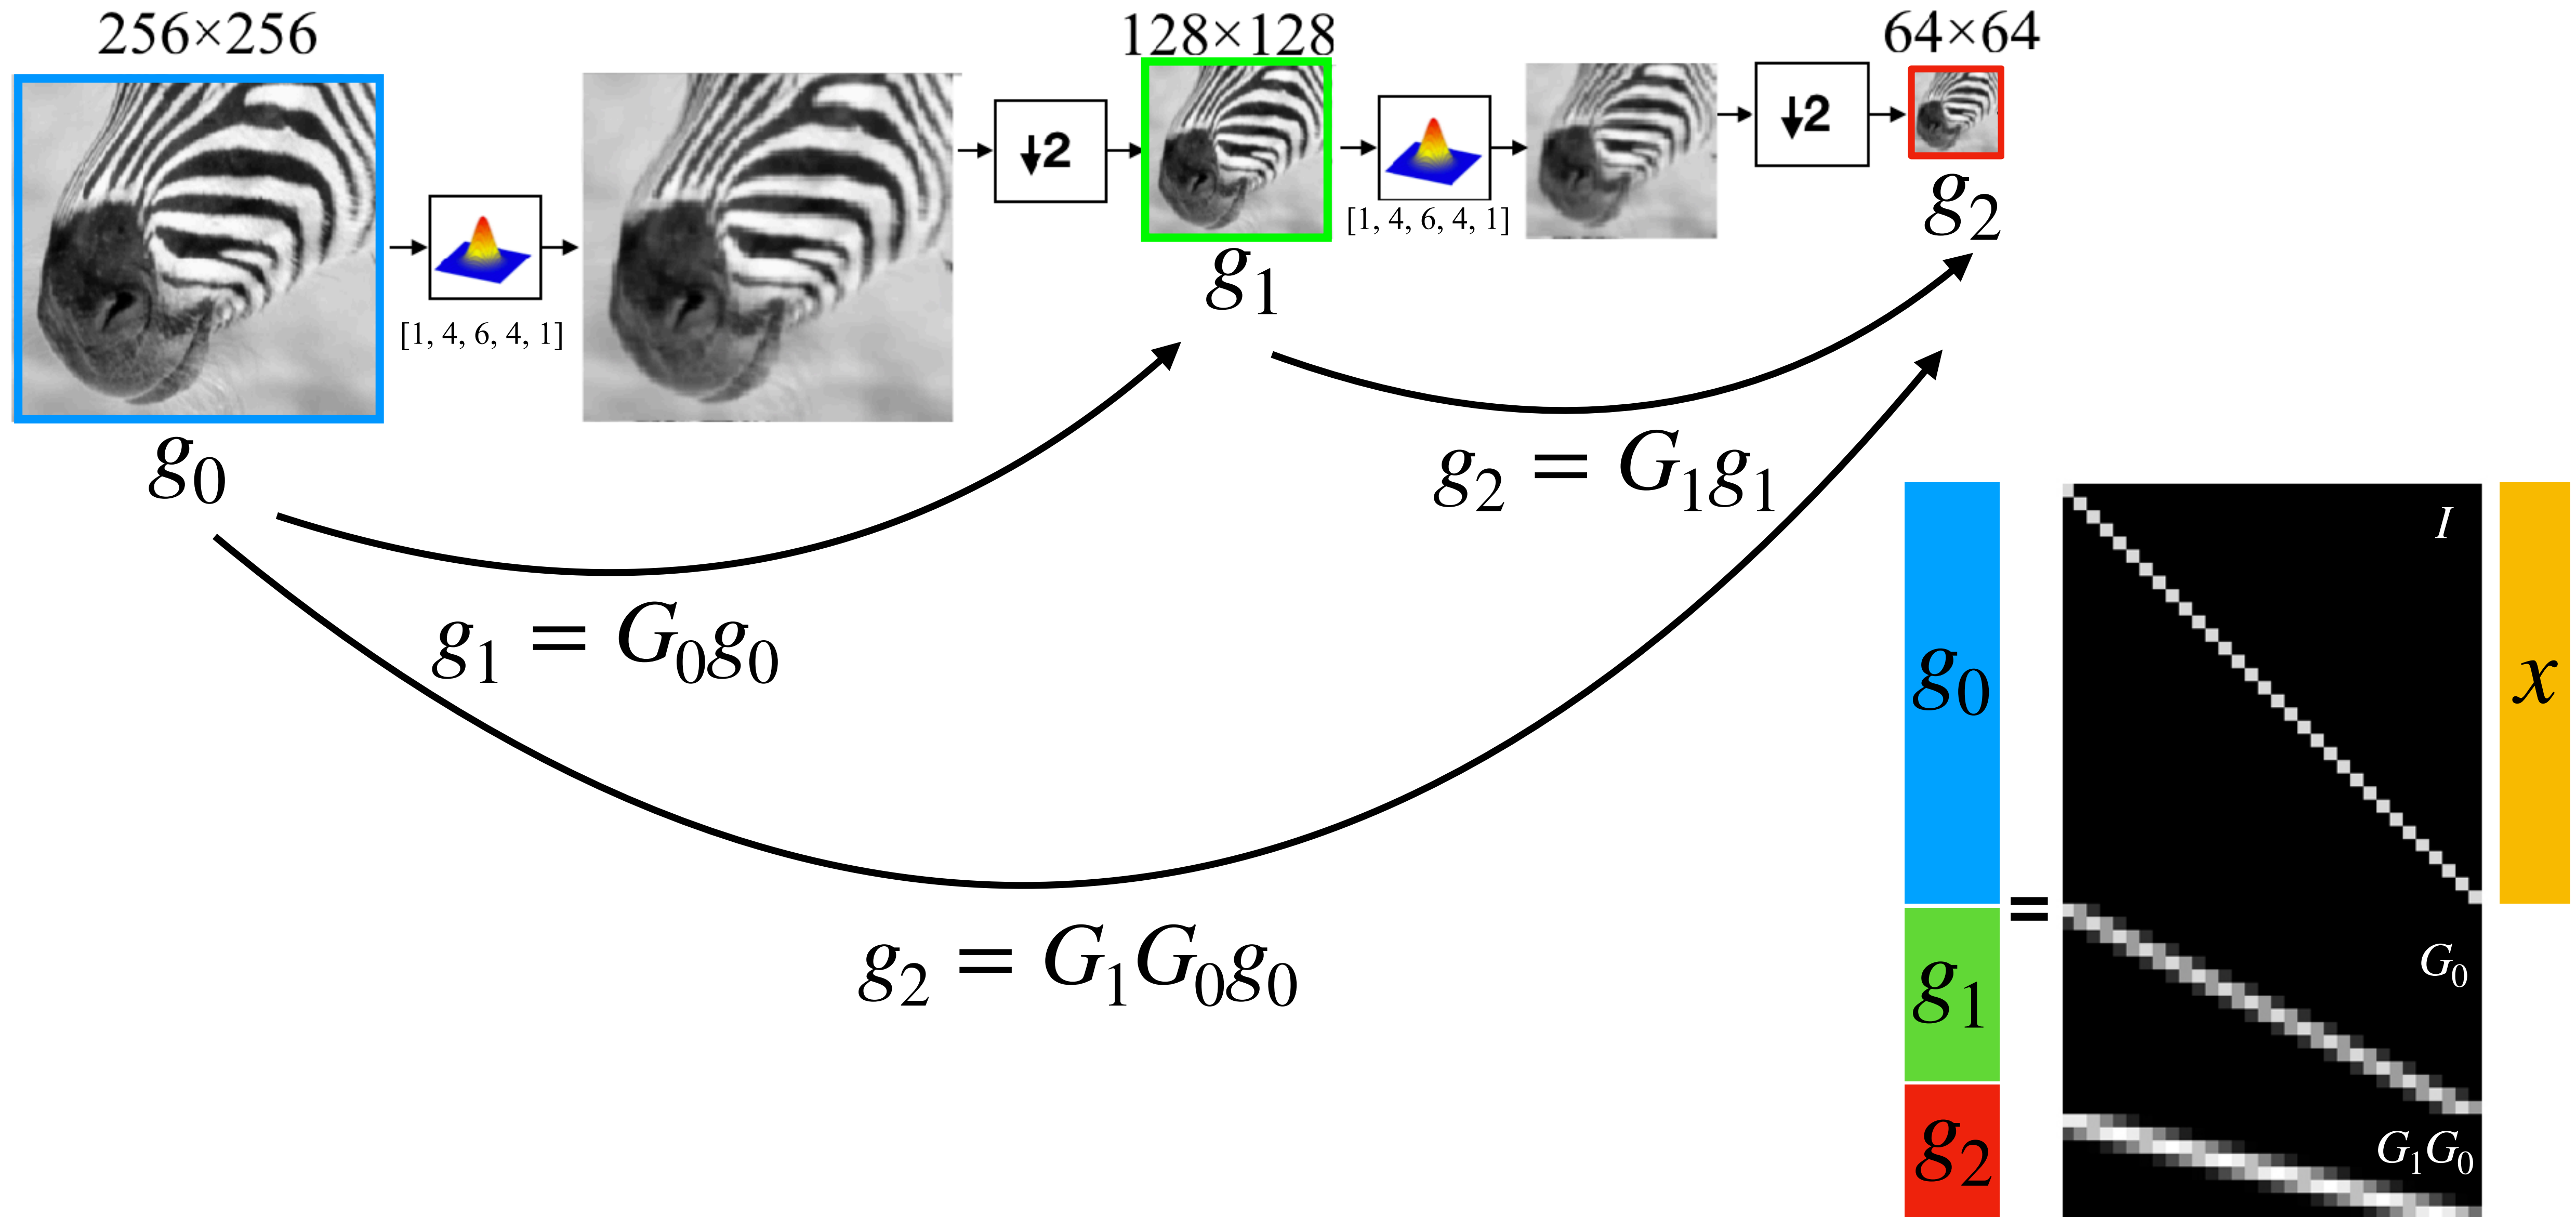 256×256
128×128
64×64
↓2
↓2
[1, 4, 6, 4, 1]
[1, 4, 6, 4, 1]
g₂
g₁
g₀
g₂ = G₁g₁
g₁ = G₀g₀
g₂ = G₁G₀g₀
g₀
g₁
g₂
=
I
G₀
G₁G₀
x